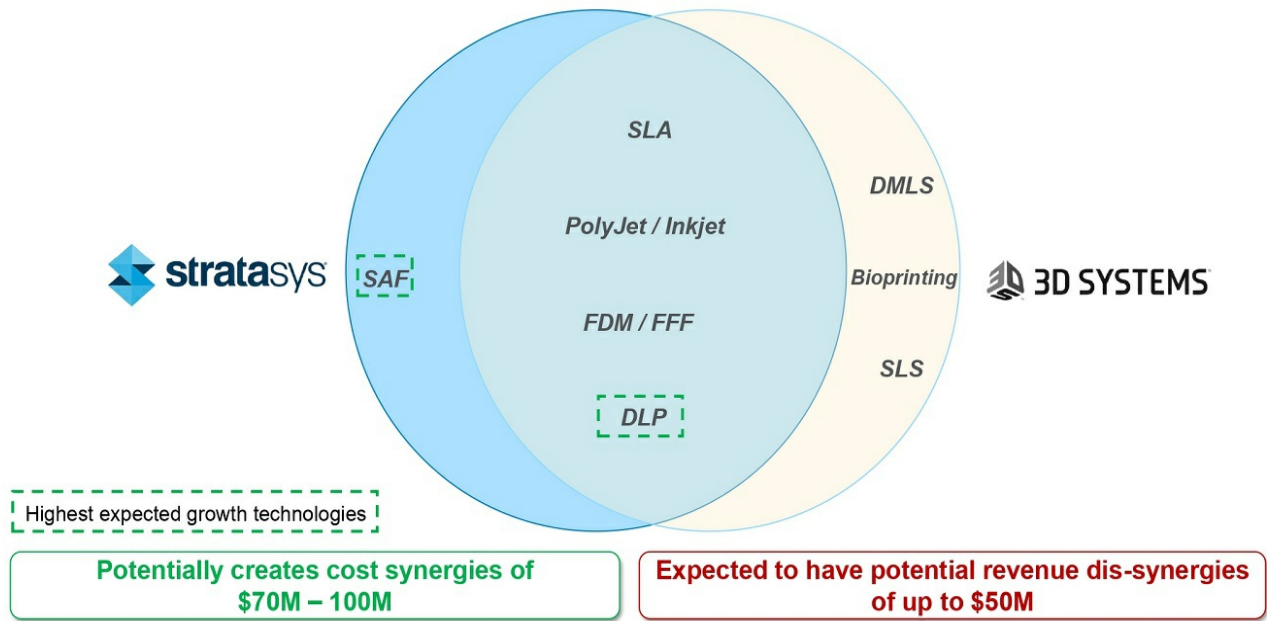 SLA
DMLS
PolyJet / Inkjet
stratasys
SAF
Bioprinting
3D SYSTEMS
FDM / FFF
SLS
DLP
Highest expected growth technologies
Potentially creates cost synergies of
$70M – 100M
Expected to have potential revenue dis-synergies
of up to $50M